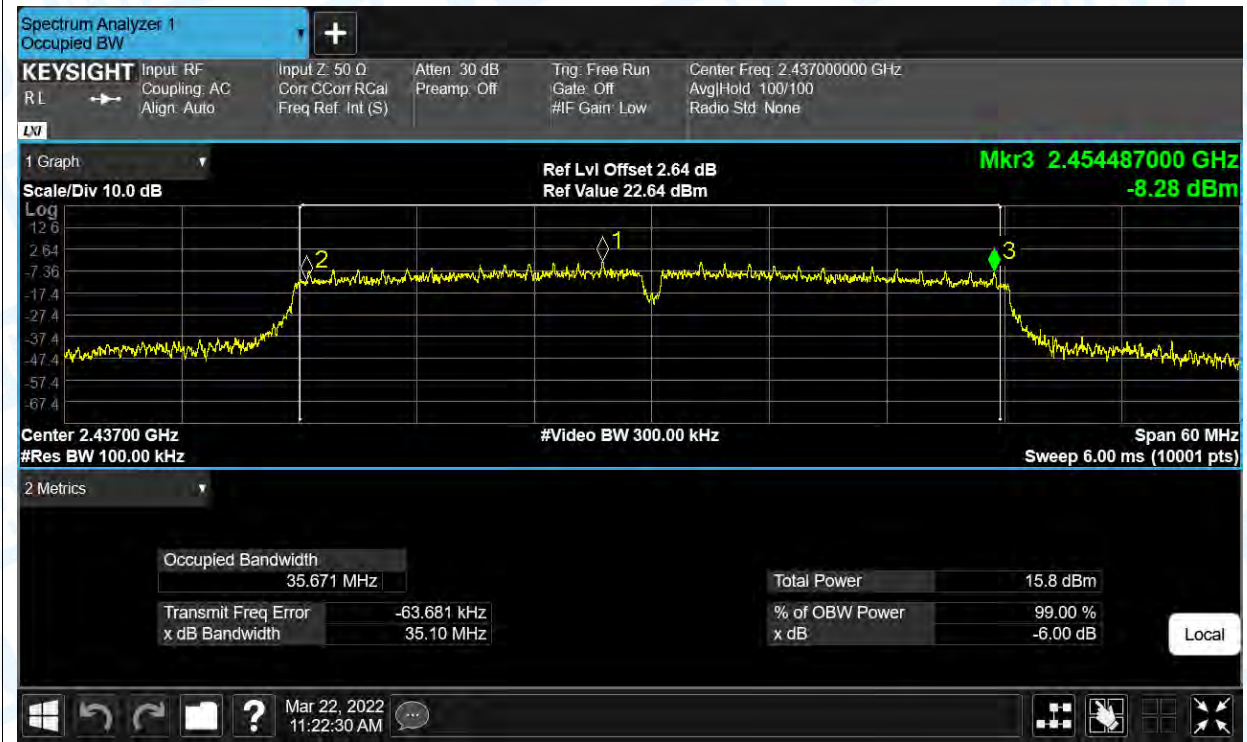 Spectrum Analyzer 1
Occupied BW
+
KEYSIGHT Input: RF Input Z: 50 Ω Atten: 30 dB Trig: Free Run Center Freq: 2.437000000 GHz
RL Coupling: AC Corr CCorr RCal Preamp: Off Gate: Off Avg|Hold: 100/100
Align: Auto Freq Ref: Int (S) #IF Gain: Low Radio Std: None
LXI
1 Graph Ref Lvl Offset 2.64 dB Mkr3 2.454487000 GHz
Scale/Div 10.0 dB Ref Value 22.64 dBm -8.28 dBm
Log
12.6
2.64
-7.36
-17.4
-27.4
-37.4
-47.4
-57.4
-67.4
2 1 3
Center 2.43700 GHz #Video BW 300.00 kHz Span 60 MHz
#Res BW 100.00 kHz Sweep 6.00 ms (10001 pts)
2 Metrics
Occupied Bandwidth
35.671 MHz Total Power 15.8 dBm
Transmit Freq Error -63.681 kHz % of OBW Power 99.00 %
x dB Bandwidth 35.10 MHz x dB -6.00 dB
Local
? Mar 22, 2022
11:22:30 AM